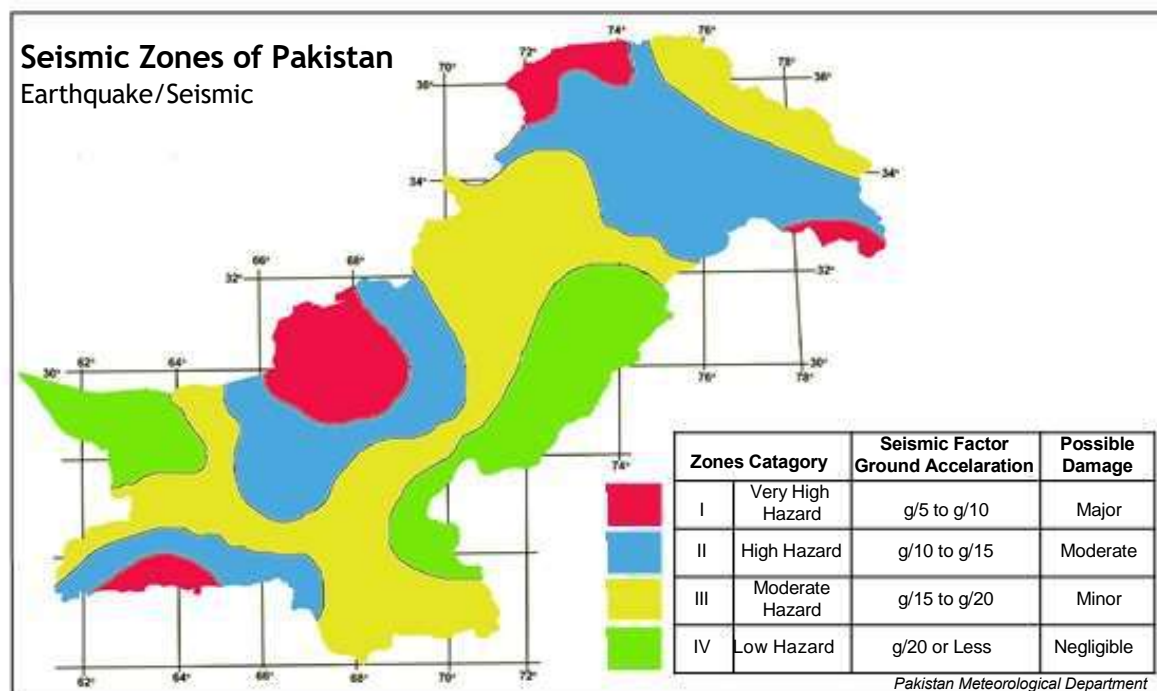 Seismic Zones of Pakistan
Earthquake/Seismic
74°
76°
72°
70°
78°
36°
36°
34°
34°
66°
68°
32°
32°
62°
64°
30°
30°
76°
78°
74°
Zones Catagory
Seismic Factor
Ground Accelaration
Possible
Damage
I
Very High
Hazard
g/5 to g/10
Major
II
High Hazard
g/10 to g/15
Moderate
III
Moderate
Hazard
g/15 to g/20
Minor
IV
Low Hazard
g/20 or Less
Negligible
62°
64°
66°
68°
70°
72°
Pakistan Meteorological Department